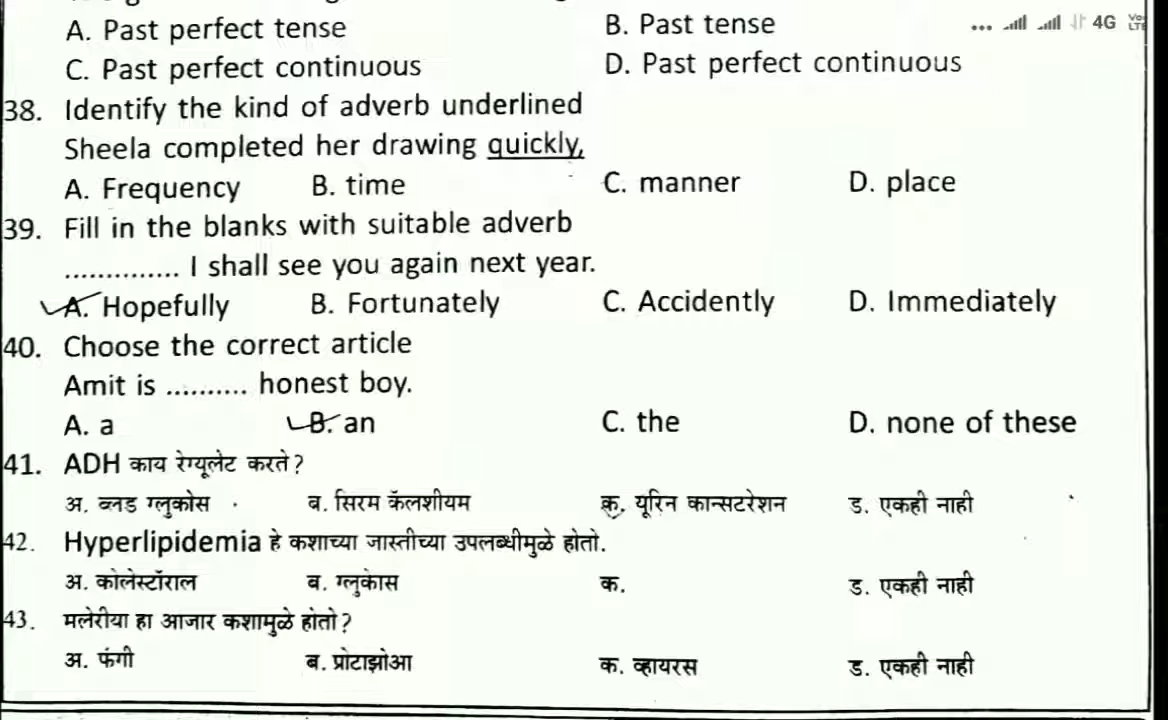 A. Past perfect tense B. Past tense ... 4G VoLTE
C. Past perfect continuous D. Past perfect continuous
38. Identify the kind of adverb underlined
Sheela completed her drawing quickly,
A. Frequency B. time C. manner D. place
39. Fill in the blanks with suitable adverb
.............. I shall see you again next year.
A. Hopefully B. Fortunately C. Accidently D. Immediately
40. Choose the correct article
Amit is .......... honest boy.
A. a B. an C. the D. none of these
41. ADH काय रेग्यूलेट करते?
अ. ब्लड ग्लुकोस ब. सिरम कॅलशीयम क. यूरिन कान्सटरेशन ड. एकही नाही
42. Hyperlipidemia हे कशाच्या जास्तीच्या उपलब्धीमुळे होतो.
अ. कोलेस्टॉराल ब. ग्लुकोस क. ड. एकही नाही
43. मलेरीया हा आजार कशामुळे होतो?
अ. फंगी ब. प्रोटाझोआ क. व्हायरस ड. एकही नाही